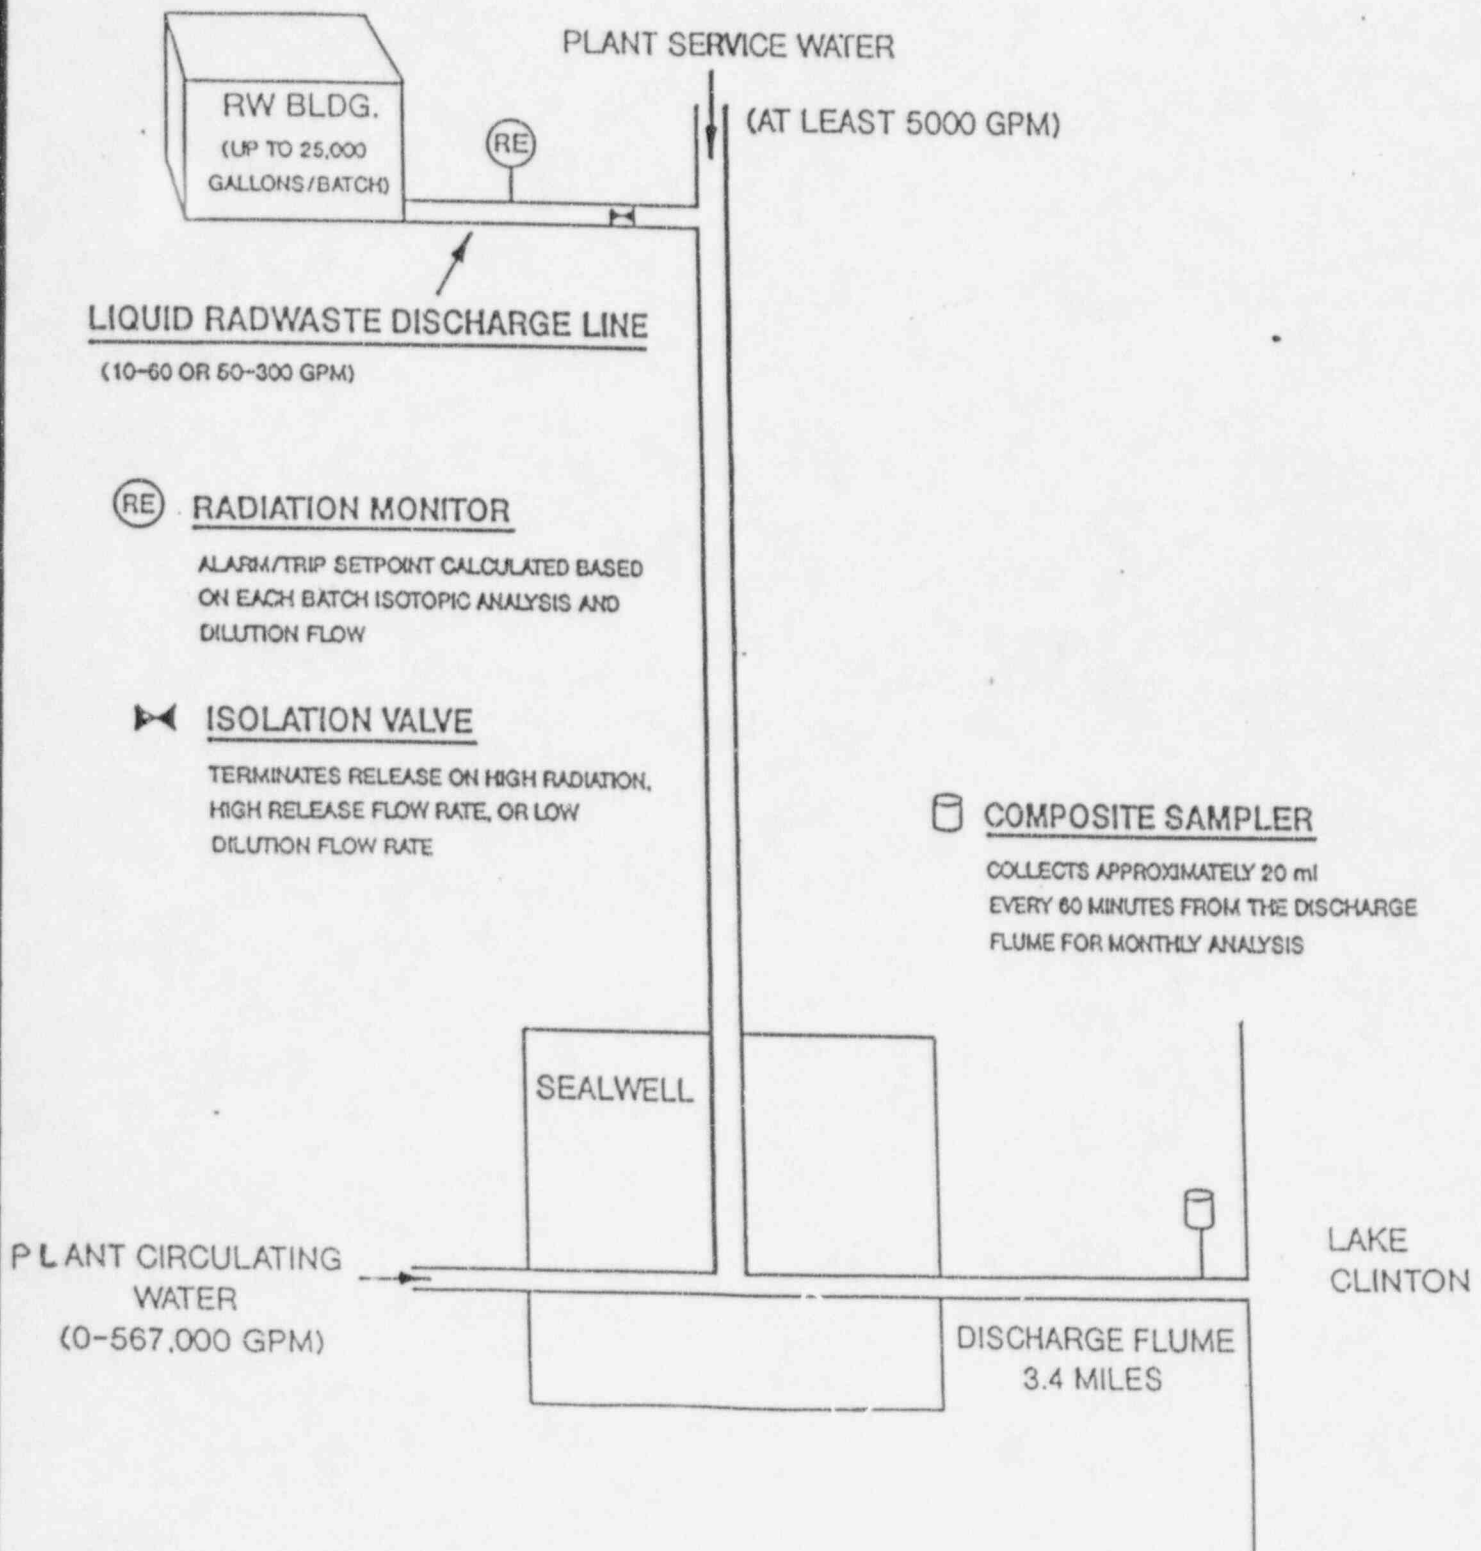 PLANT SERVICE WATER
RW BLDG.
(UP TO 25,000
GALLONS/BATCH)
RE
(AT LEAST 5000 GPM)
LIQUID RADWASTE DISCHARGE LINE
(10-60 OR 50-300 GPM)
RE RADIATION MONITOR
ALARM/TRIP SETPOINT CALCULATED BASED
ON EACH BATCH ISOTOPIC ANALYSIS AND
DILUTION FLOW
ISOLATION VALVE
TERMINATES RELEASE ON HIGH RADIATION,
HIGH RELEASE FLOW RATE, OR LOW
DILUTION FLOW RATE
COMPOSITE SAMPLER
COLLECTS APPROXIMATELY 20 ml
EVERY 60 MINUTES FROM THE DISCHARGE
FLUME FOR MONTHLY ANALYSIS
SEALWELL
PLANT CIRCULATING
WATER
(0-567,000 GPM)
LAKE
CLINTON
DISCHARGE FLUME
3.4 MILES